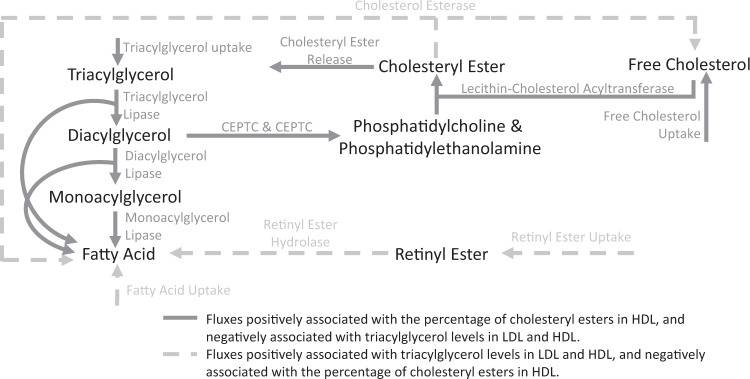 Cholesterol Esterase
Triacylglycerol uptake
Cholesteryl Ester
Release
Triacylglycerol
Cholesteryl Ester
Free Cholesterol
Triacylglycerol
Lipase
Lecithin-Cholesterol Acyltransferase
Diacylglycerol
CEPTC & CEPTC
Phosphatidylcholine &
Phosphatidylethanolamine
Free Cholesterol
Uptake
Diacylglycerol
Lipase
Monoacylglycerol
Monoacylglycerol
Lipase
Fatty Acid
Retinyl Ester
Hydrolase
Retinyl Ester
Retinyl Ester Uptake
Fatty Acid Uptake
Fluxes positively associated with the percentage of cholesteryl esters in HDL, and
negatively associated with triacylglycerol levels in LDL and HDL.
Fluxes positively associated with triacylglycerol levels in LDL and HDL, and negatively
associated with the percentage of cholesteryl esters in HDL.